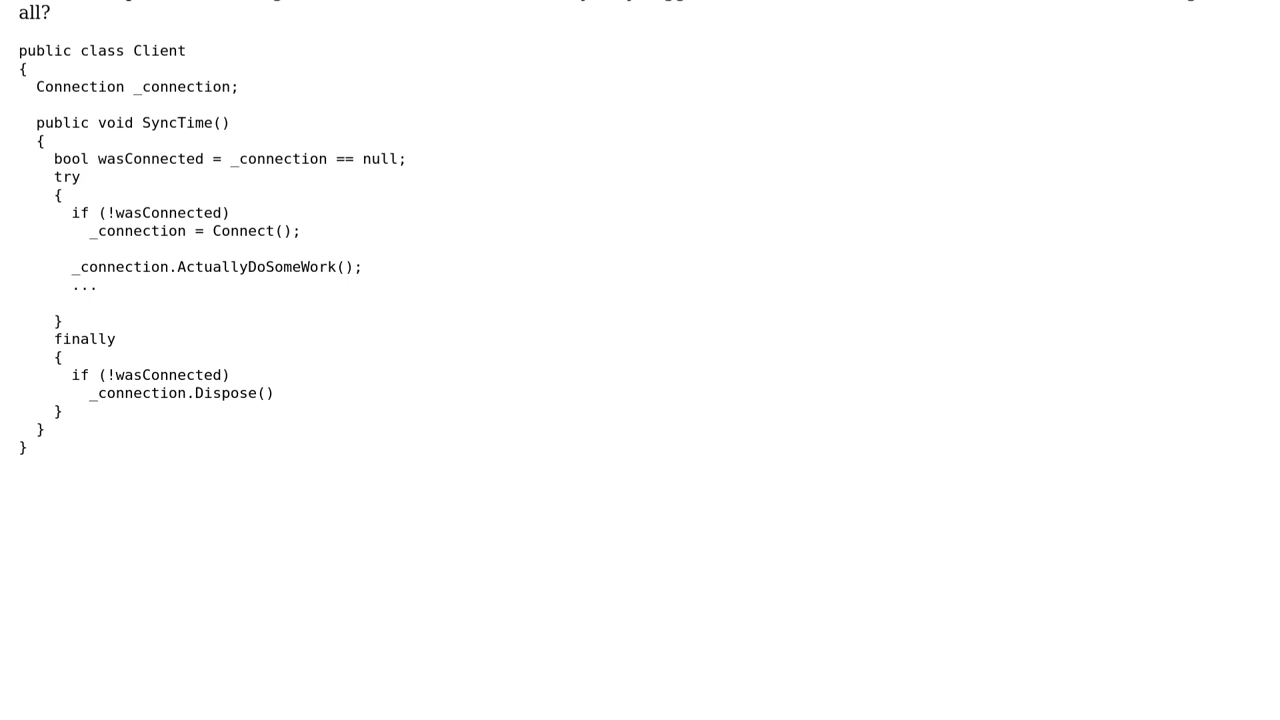 all?
public class Client
{
Connection _connection;
public void SyncTime()
{
bool wasConnected = _connection == null;
try
{
if (!wasConnected)
_connection = Connect();
_connection.ActuallyDoSomeWork();
...
}
finally
{
if (!wasConnected)
_connection.Dispose()
}
}
}